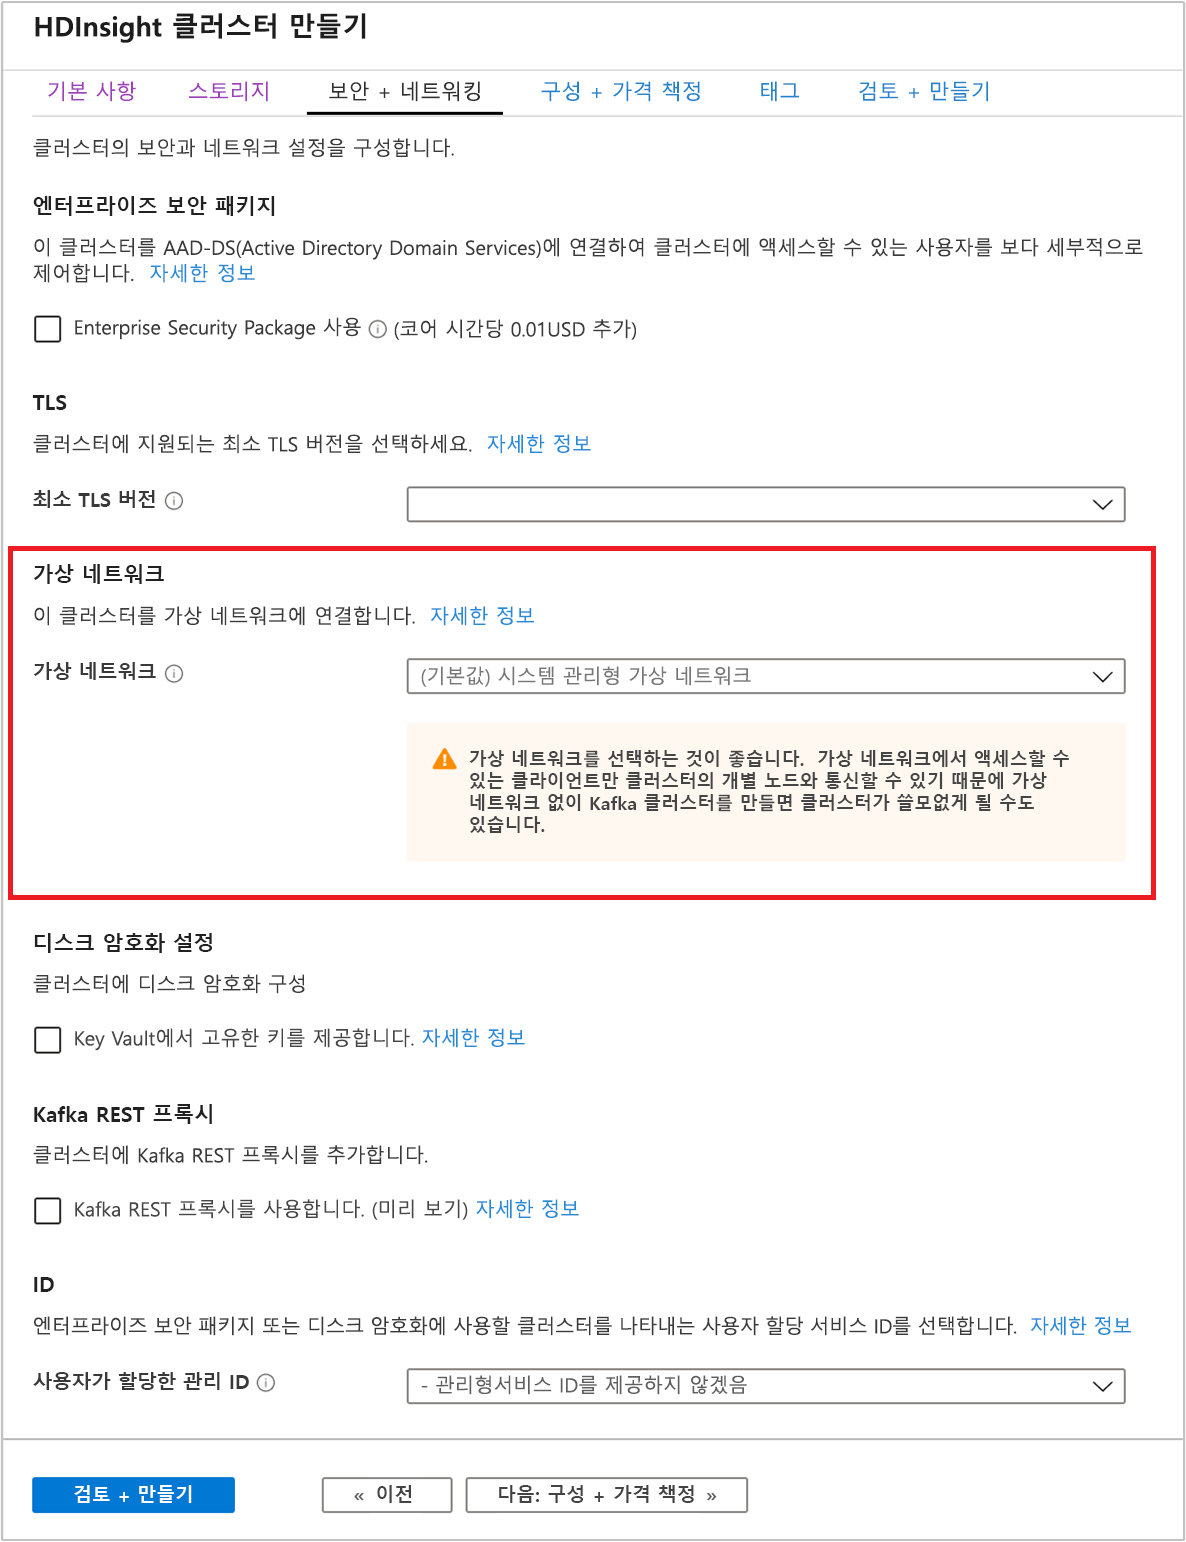 HDInsight 클러스터 만들기
기본 사항 스토리지 보안 + 네트워킹 구성 + 가격 책정 태그 검토 + 만들기
클러스터의 보안과 네트워크 설정을 구성합니다.
엔터프라이즈 보안 패키지
이 클러스터를 AAD-DS(Active Directory Domain Services)에 연결하여 클러스터에 액세스할 수 있는 사용자를 보다 세부적으로
제어합니다. 자세한 정보
Enterprise Security Package 사용 (코어 시간당 0.01USD 추가)
TLS
클러스터에 지원되는 최소 TLS 버전을 선택하세요. 자세한 정보
최소 TLS 버전
가상 네트워크
이 클러스터를 가상 네트워크에 연결합니다. 자세한 정보
가상 네트워크 (기본값) 시스템 관리형 가상 네트워크
가상 네트워크를 선택하는 것이 좋습니다. 가상 네트워크에서 액세스할 수
있는 클라이언트만 클러스터의 개별 노드와 통신할 수 있기 때문에 가상
네트워크 없이 Kafka 클러스터를 만들면 클러스터가 쓸모없게 될 수도
있습니다.
디스크 암호화 설정
클러스터에 디스크 암호화 구성
Key Vault에서 고유한 키를 제공합니다. 자세한 정보
Kafka REST 프록시
클러스터에 Kafka REST 프록시를 추가합니다.
Kafka REST 프록시를 사용합니다. (미리 보기) 자세한 정보
ID
엔터프라이즈 보안 패키지 또는 디스크 암호화에 사용할 클러스터를 나타내는 사용자 할당 서비스 ID를 선택합니다. 자세한 정보
사용자가 할당한 관리 ID - 관리형서비스 ID를 제공하지 않겠음
검토 + 만들기 « 이전 다음: 구성 + 가격 책정 »